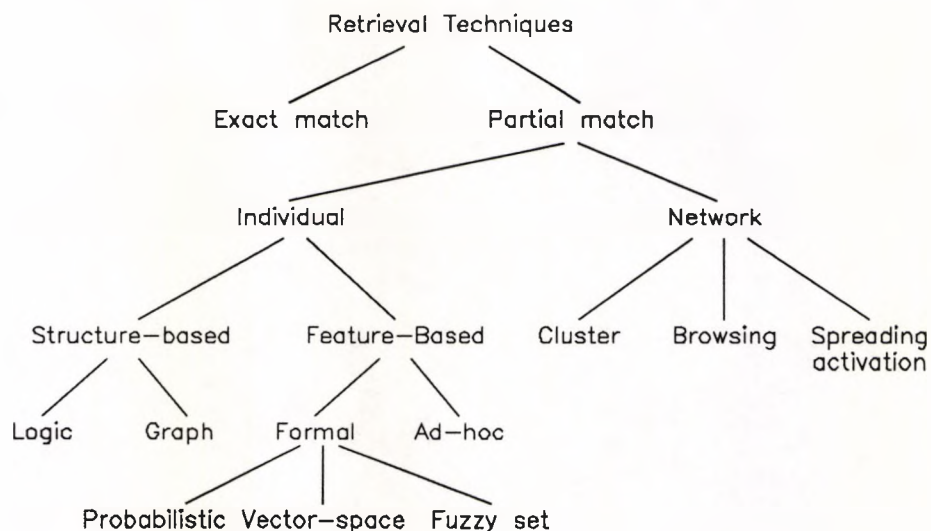 Retrieval Techniques
Exact match Partial match
Individual Network
Structure-based Feature-Based Cluster Browsing Spreading
activation
Logic Graph Formal Ad-hoc
Probabilistic Vector-space Fuzzy set